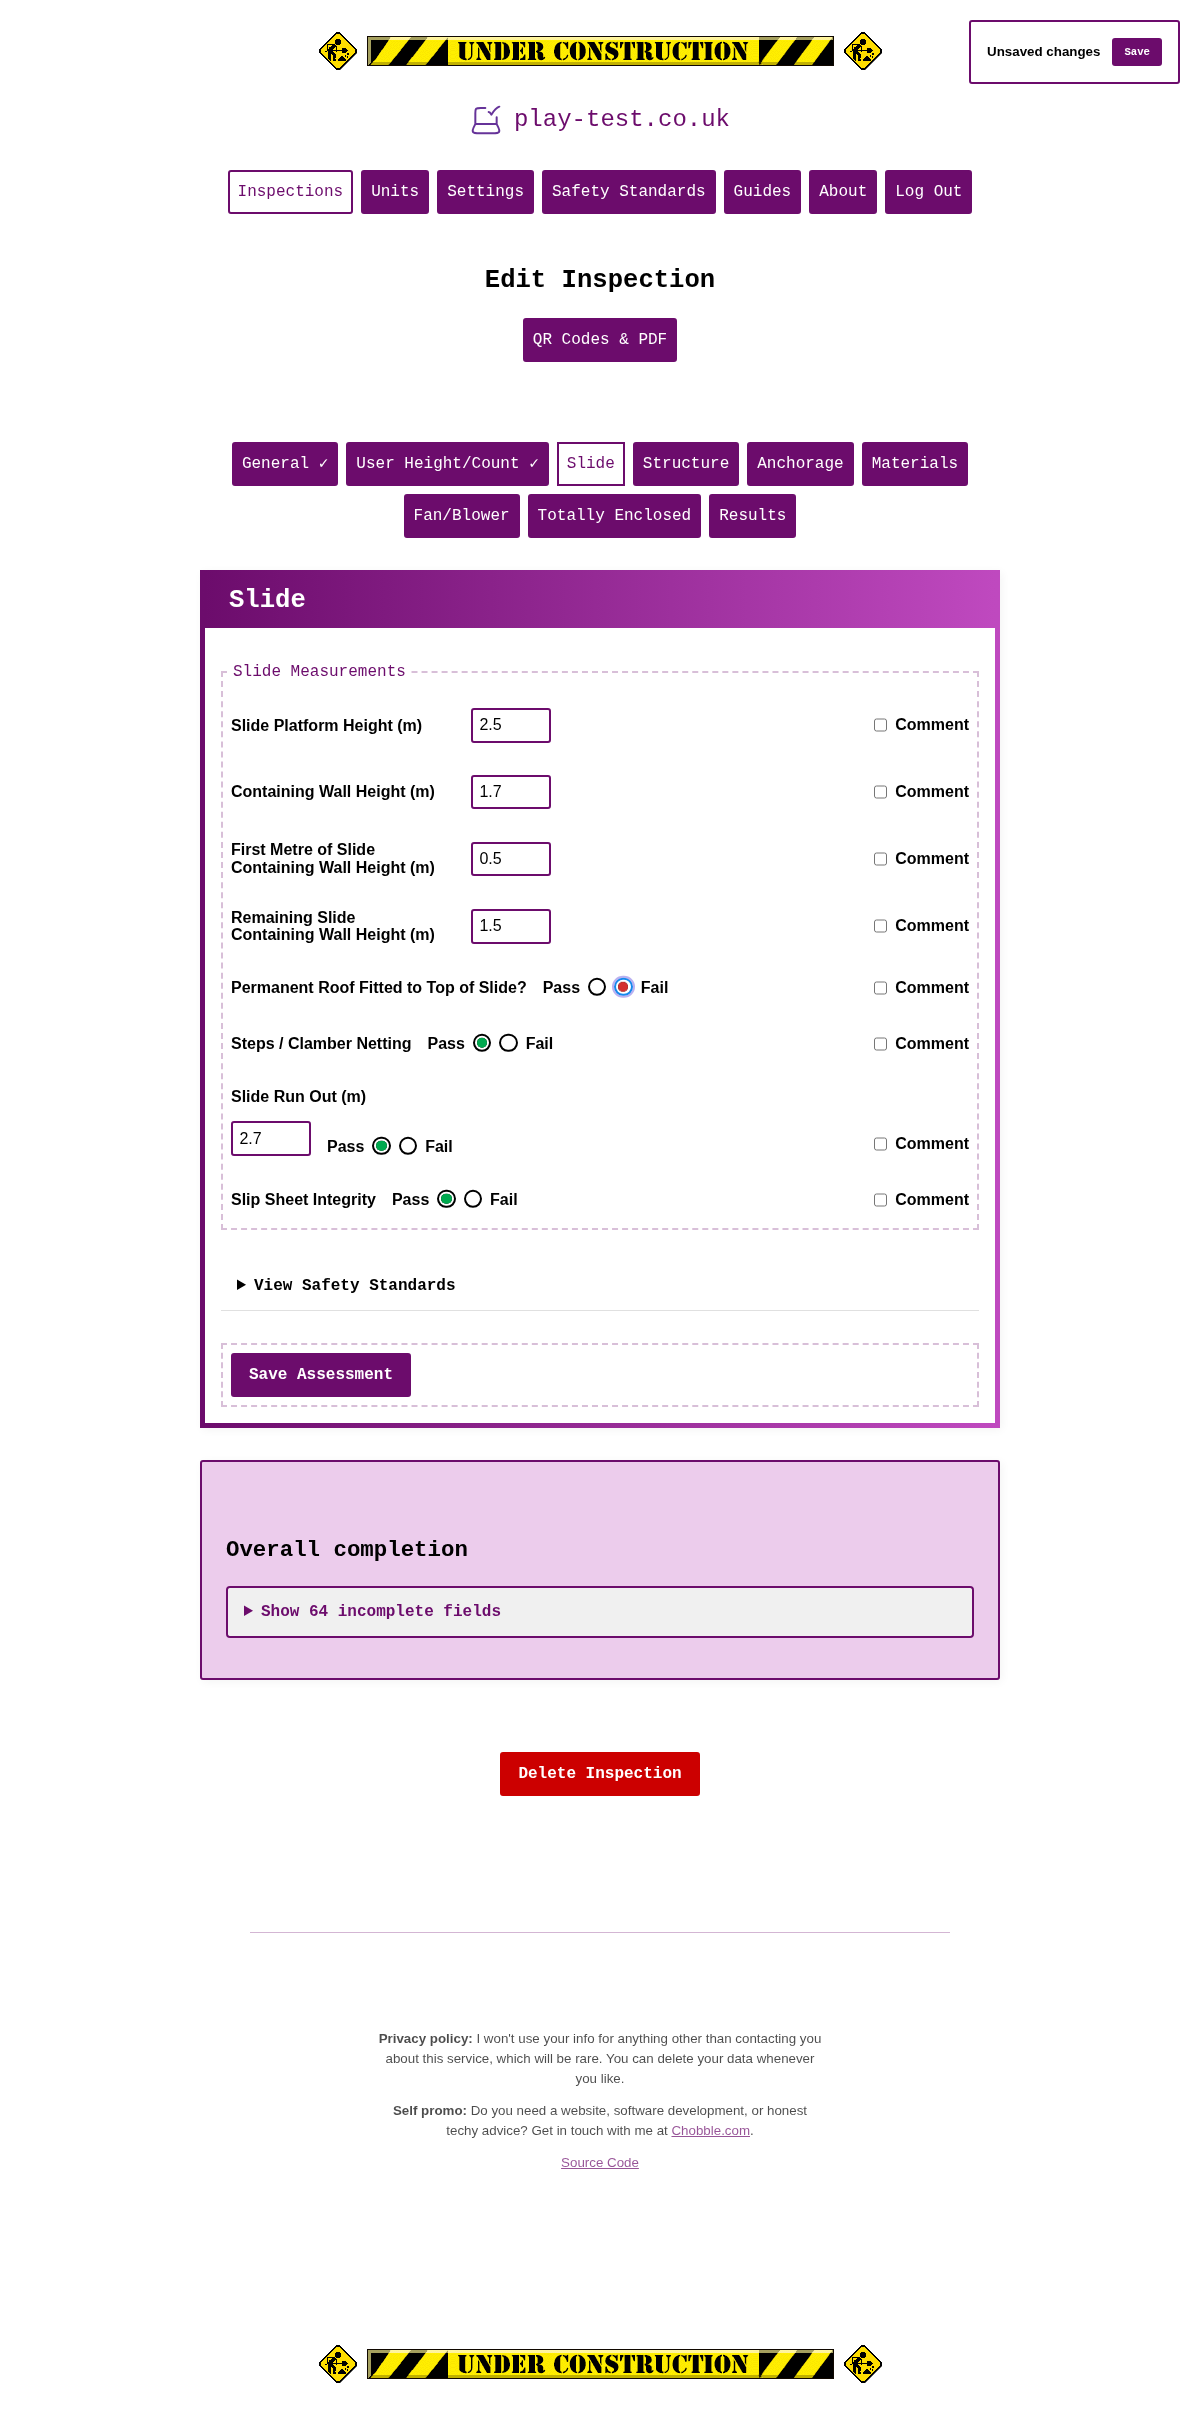 UNDER CONSTRUCTION
Unsaved changes Save
play-test.co.uk
Inspections Units Settings Safety Standards Guides About Log Out
Edit Inspection
QR Codes & PDF
General ✓ User Height/Count ✓ Slide Structure Anchorage Materials
Fan/Blower Totally Enclosed Results
Slide
Slide Measurements
Slide Platform Height (m) 2.5 Comment
Containing Wall Height (m) 1.7 Comment
First Metre of Slide
Containing Wall Height (m) 0.5 Comment
Remaining Slide
Containing Wall Height (m) 1.5 Comment
Permanent Roof Fitted to Top of Slide? Pass Fail Comment
Steps / Clamber Netting Pass Fail Comment
Slide Run Out (m)
2.7 Pass Fail Comment
Slip Sheet Integrity Pass Fail Comment
View Safety Standards
Save Assessment
Overall completion
Show 64 incomplete fields
Delete Inspection
Privacy policy: I won't use your info for anything other than contacting you
about this service, which will be rare. You can delete your data whenever
you like.
Self promo: Do you need a website, software development, or honest
techy advice? Get in touch with me at Chobble.com.
Source Code
UNDER CONSTRUCTION